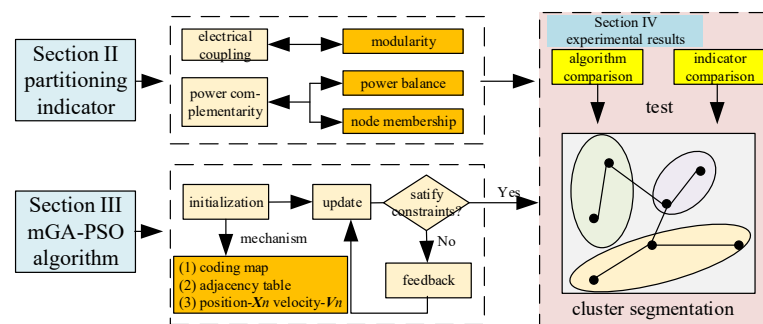 Section II
partitioning
indicator
electrical
coupling
modularity
power com-
plementarity
power balance
node membership
Section IV
experimental results
algorithm
comparison
indicator
comparison
test
cluster segmentation
Section III
mGA-PSO
algorithm
initialization
update
satify
constraints?
Yes
No
feedback
mechanism
(1) coding map
(2) adjacency table
(3) position-Xn velocity-Vn